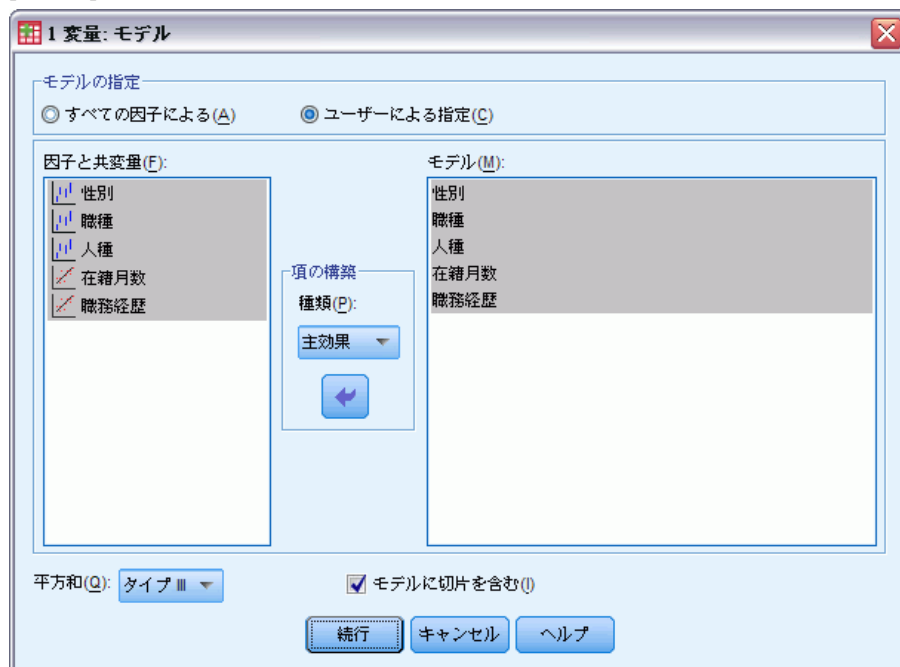 1 変量: モデル
モデルの指定
すべての因子による(A)
ユーザーによる指定(C)
因子と共変量(F):
性別
職種
人種
在籍月数
職務経歴
項の構築
種類(P):
主効果
モデル(M):
性別
職種
人種
在籍月数
職務経歴
平方和(Q): タイプ III
モデルに切片を含む(I)
続行
キャンセル
ヘルプ